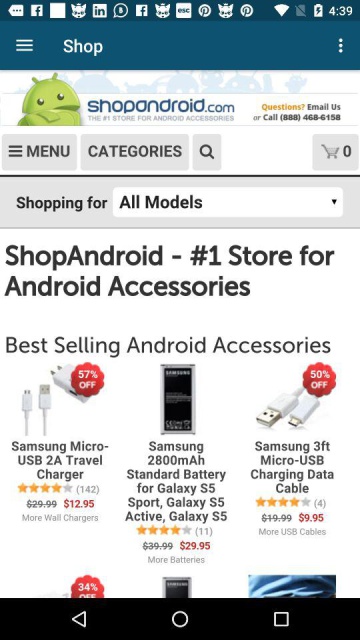 4:39
Shop
shopandroid.com
THE #1 STORE FOR ANDROID ACCESSORIES
Questions? Email Us
or Call (888) 468-6158
MENU
CATEGORIES
0
Shopping for
All Models
ShopAndroid - #1 Store for
Android Accessories
Best Selling Android Accessories
57%
OFF
Samsung Micro-
USB 2A Travel
Charger
(142)
$29.99 $12.95
More Wall Chargers
SAMSUNG
Samsung
2800mAh
Standard Battery
for Galaxy S5
Sport, Galaxy S5
Active, Galaxy S5
(11)
$39.99 $29.95
More Batteries
50%
OFF
Samsung 3ft
Micro-USB
Charging Data
Cable
(4)
$19.99 $9.95
More USB Cables
34%
OFF
SAMSUNG